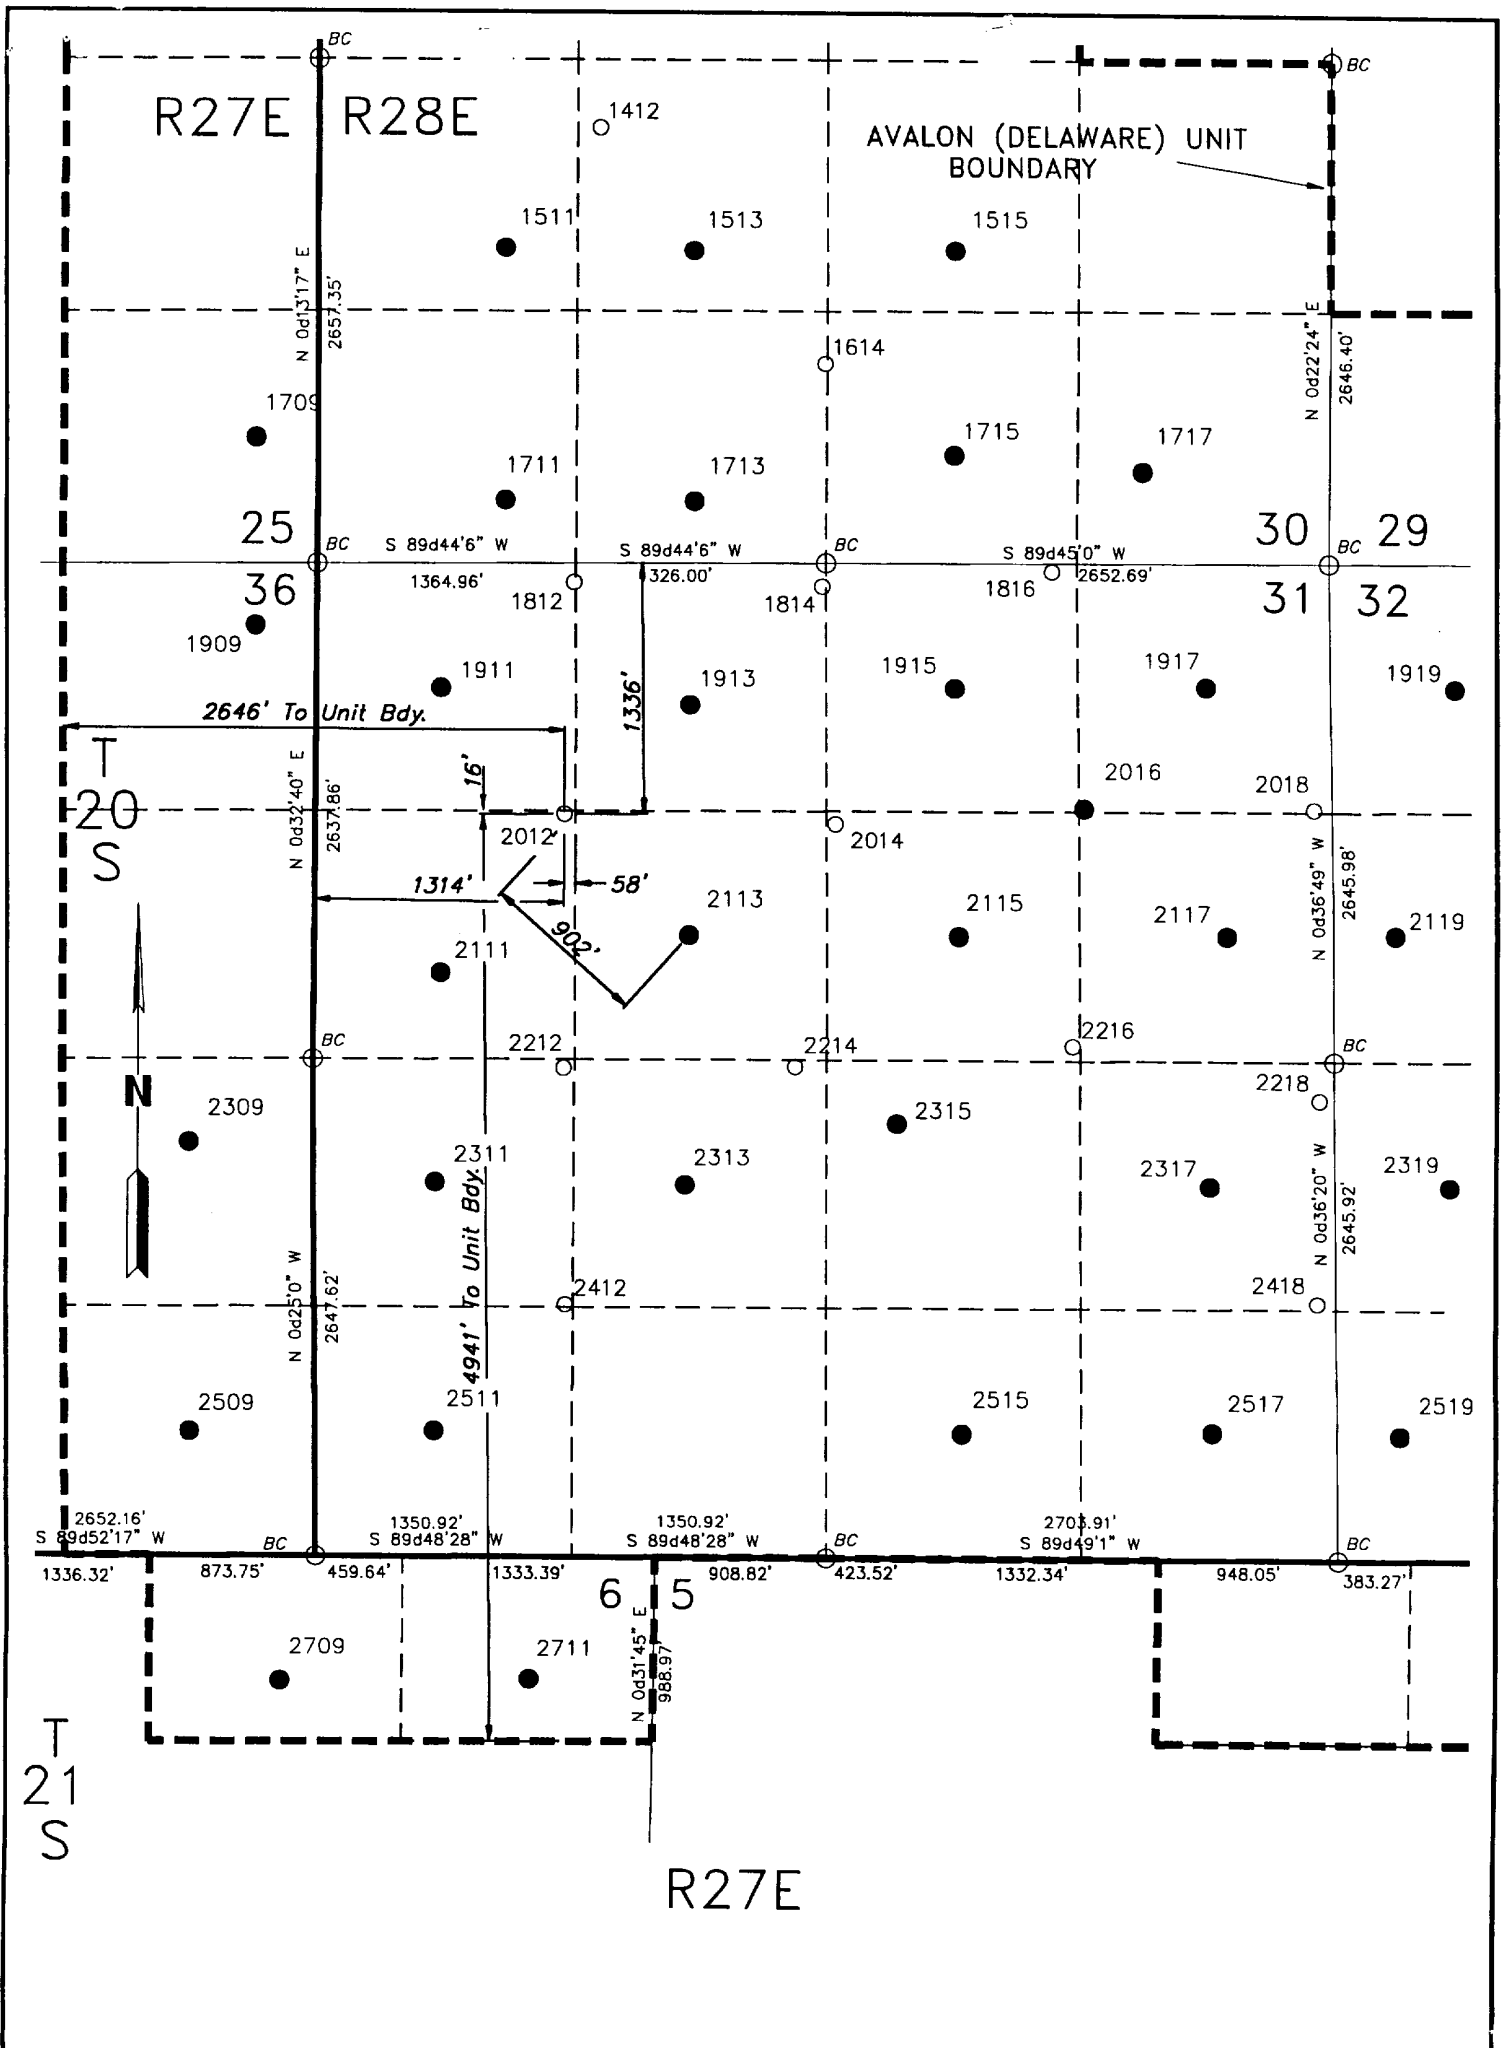 BC
BC
R27E
R28E
1412
AVALON (DELAWARE) UNIT
BOUNDARY
1511
1513
1515
N 0d13'17" E
2657.35'
N 0d22'24" E
2646.40'
1614
1709
1711
1713
1715
1717
25
30
29
BC
S 89d44'6" W
S 89d44'6" W
BC
S 89d45'0" W
BC
36
1364.96'
326.00'
2652.69'
31
32
1812
1814
1816
1909
1911
1913
1915
1917
1919
2646' To Unit Bdy.
1336'
T
20
S
N 0d32'40" E
2637.86'
16'
2012
2014
2016
2018
1314'
58'
902'
2111
2113
2115
2117
2119
N 0d36'49" W
2645.98'
BC
2212
2214
2216
BC
2218
N
2309
2311
2313
2315
2317
2319
4941' To Unit Bdy.
N 0d36'20" W
2645.92'
N 0d25'0" W
2647.62'
2412
2418
2509
2511
2515
2517
2519
2652.16'
S 89d52'17" W
BC
1350.92'
S 89d48'28" W
1350.92'
S 89d48'28" W
BC
2703.91'
S 89d49'1" W
BC
1336.32'
873.75'
459.64'
1333.39'
908.82'
423.52'
1332.34'
948.05'
383.27'
6
5
N 0d31'45" E
988.97'
2709
2711
T
21
S
R27E